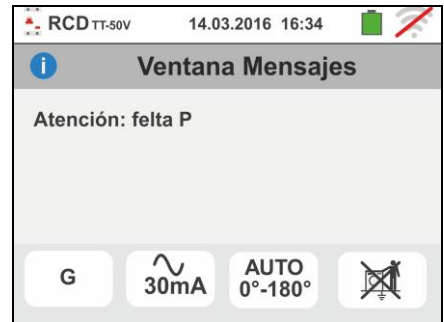 RCD TT-50V 14.03.2016 16:34
Ventana Mensajes
Atención: felta P
G 30mA AUTO 0°-180°